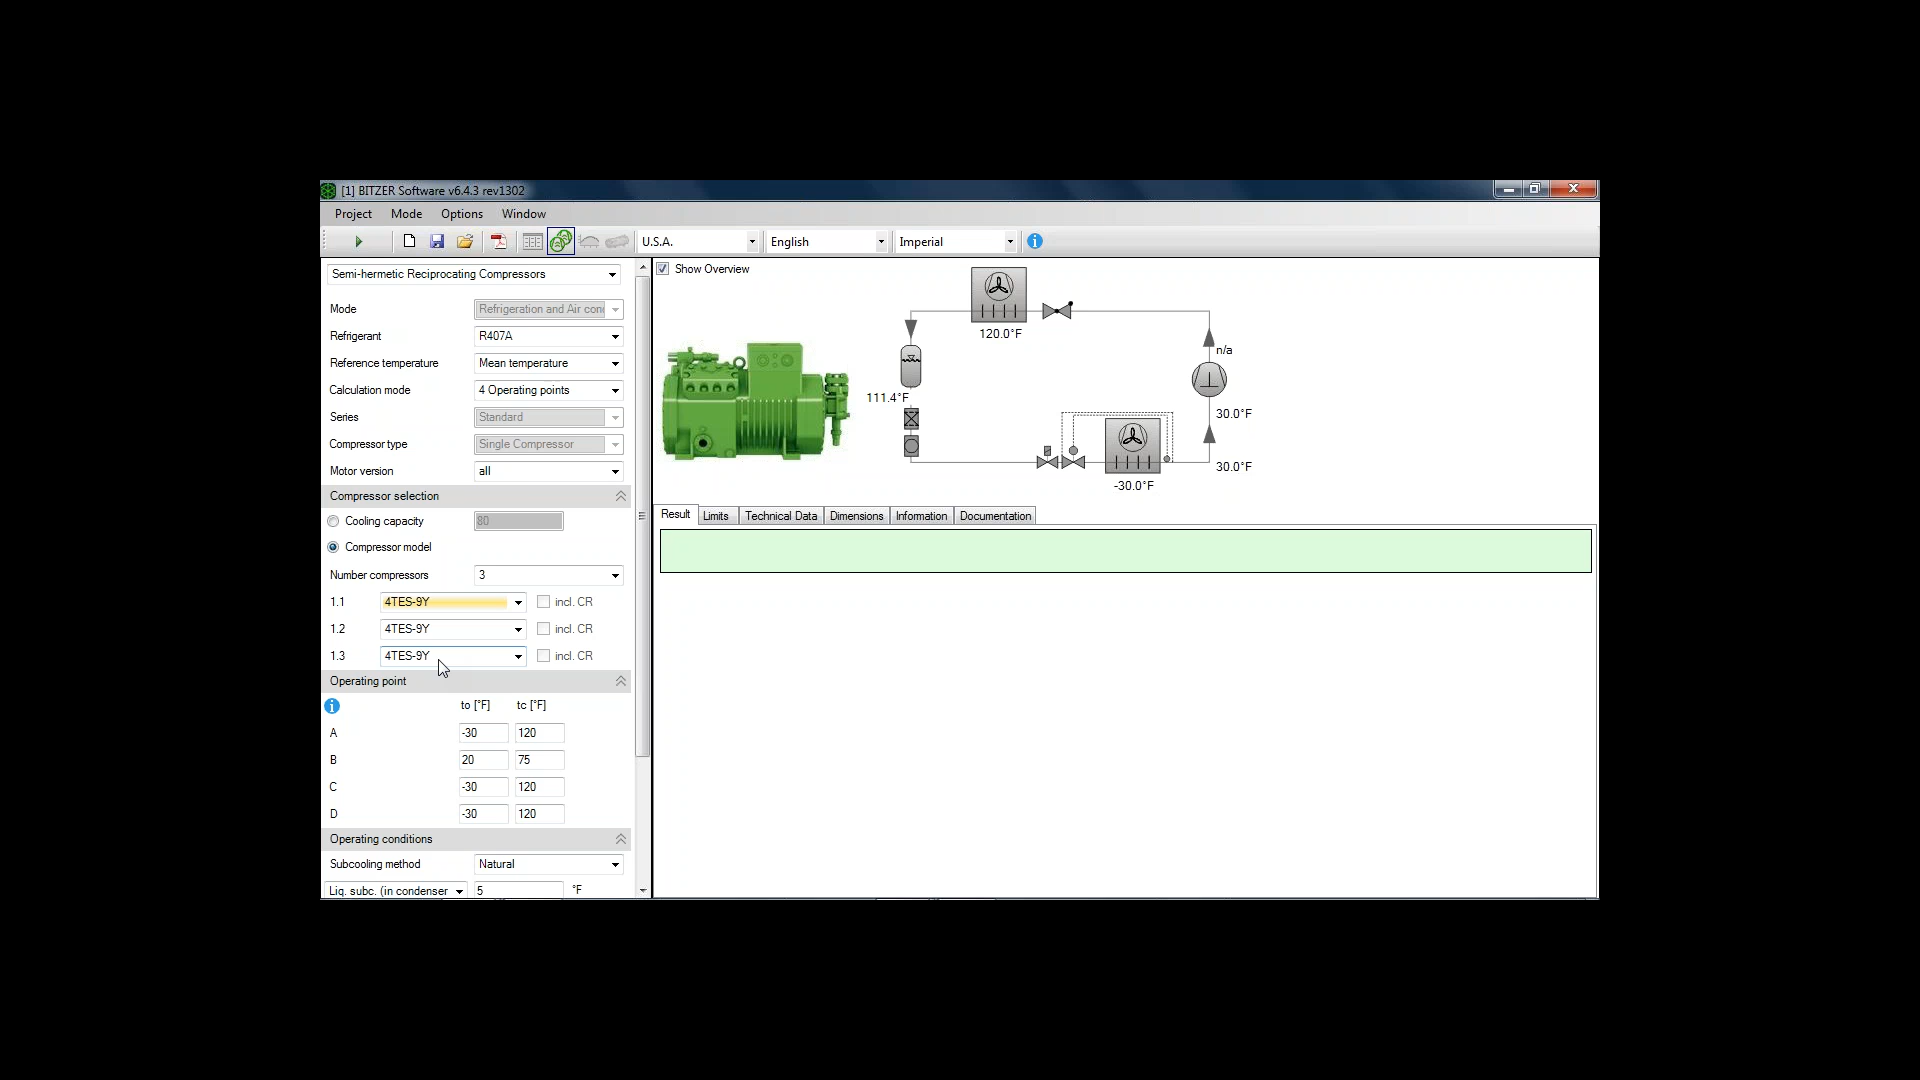 [1] BITZER Software v6.4.3 rev1302
Project Mode Options Window
U.S.A. English Imperial
Semi-hermetic Reciprocating Compressors
Mode Refrigeration and Air con
Refrigerant R407A
Reference temperature Mean temperature
Calculation mode 4 Operating points
Series Standard
Compressor type Single Compressor
Motor version all
Compressor selection
Cooling capacity 80
Compressor model
Number compressors 3
1.1 4TES-9Y incl. CR
1.2 4TES-9Y incl. CR
1.3 4TES-9Y incl. CR
Operating point
to [°F] tc [°F]
A -30 120
B 20 75
C -30 120
D -30 120
Operating conditions
Subcooling method Natural
Liq. subc. (in condenser 5 °F
Show Overview
120.0°F
n/a
111.4°F
30.0°F
30.0°F
-30.0°F
Result Limits Technical Data Dimensions Information Documentation